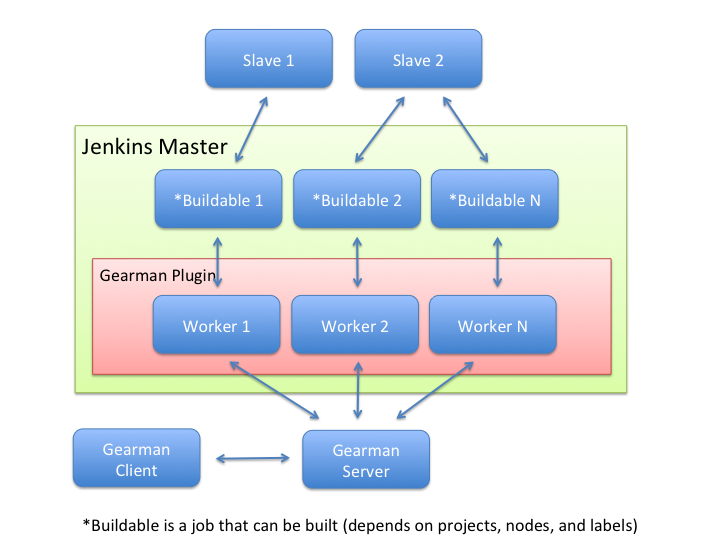 Slave 1
Slave 2
Jenkins Master
*Buildable 1
*Buildable 2
*Buildable N
Gearman Plugin
Worker 1
Worker 2
Worker N
Gearman
Client
Gearman
Server
*Buildable is a job that can be built (depends on projects, nodes, and labels)